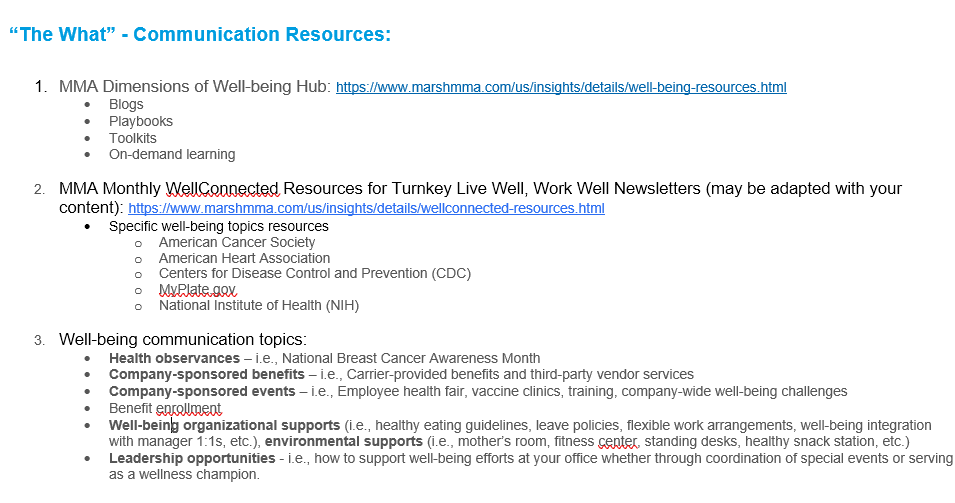 “The What” - Communication Resources:
1. MMA Dimensions of Well-being Hub: https://www.marshmma.com/us/insights/details/well-being-resources.html
• Blogs
• Playbooks
• Toolkits
• On-demand learning
2. MMA Monthly WellConnected Resources for Turnkey Live Well, Work Well Newsletters (may be adapted with your
content): https://www.marshmma.com/us/insights/details/wellconnected-resources.html
• Specific well-being topics resources
o American Cancer Society
o American Heart Association
o Centers for Disease Control and Prevention (CDC)
o MyPlate.gov
o National Institute of Health (NIH)
3. Well-being communication topics:
• Health observances – i.e., National Breast Cancer Awareness Month
• Company-sponsored benefits – i.e., Carrier-provided benefits and third-party vendor services
• Company-sponsored events – i.e., Employee health fair, vaccine clinics, training, company-wide well-being challenges
• Benefit enrollment
• Well-being organizational supports (i.e., healthy eating guidelines, leave policies, flexible work arrangements, well-being integration
with manager 1:1s, etc.), environmental supports (i.e., mother’s room, fitness center, standing desks, healthy snack station, etc.)
• Leadership opportunities - i.e., how to support well-being efforts at your office whether through coordination of special events or serving
as a wellness champion.